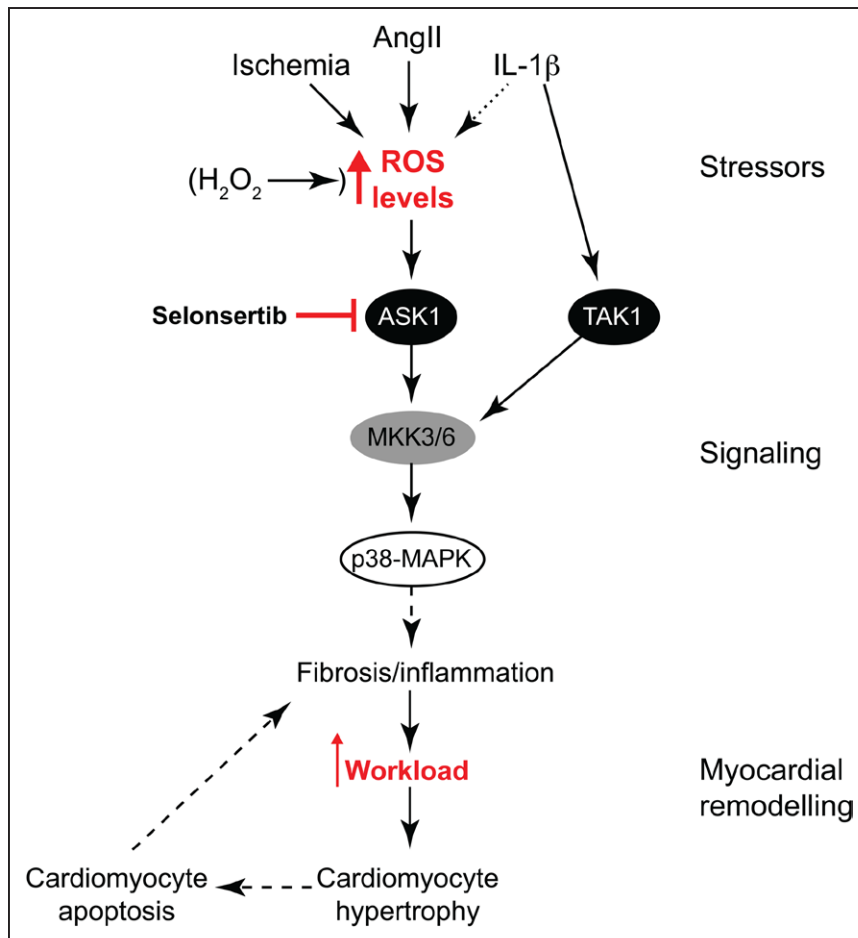 AngII
Ischemia
IL-1β
ROS
levels
(H₂O₂ )
Stressors
Selonsertib
ASK1
TAK1
MKK3/6
Signaling
p38-MAPK
Fibrosis/inflammation
Workload
Myocardial
remodelling
Cardiomyocyte
apoptosis
Cardiomyocyte
hypertrophy